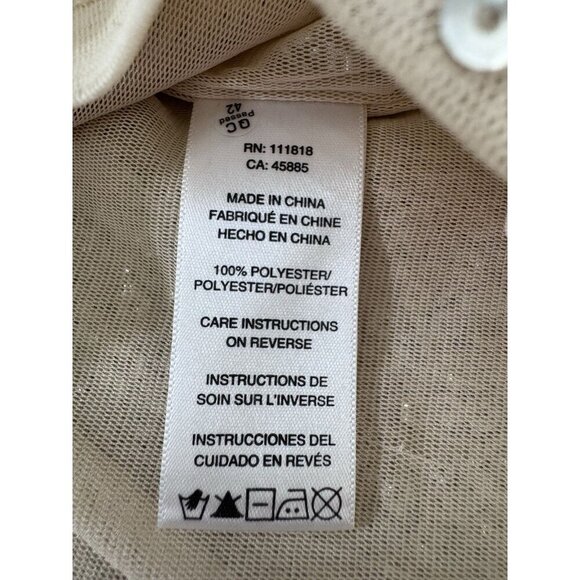 QC
Passed
42
RN: 111818
CA: 45885
MADE IN CHINA
FABRIQUÉ EN CHINE
HECHO EN CHINA
100% POLYESTER/
POLYESTER/POLIÉSTER
CARE INSTRUCTIONS
ON REVERSE
INSTRUCTIONS DE
SOIN SUR L'INVERSE
INSTRUCCIONES DEL
CUIDADO EN REVÉS